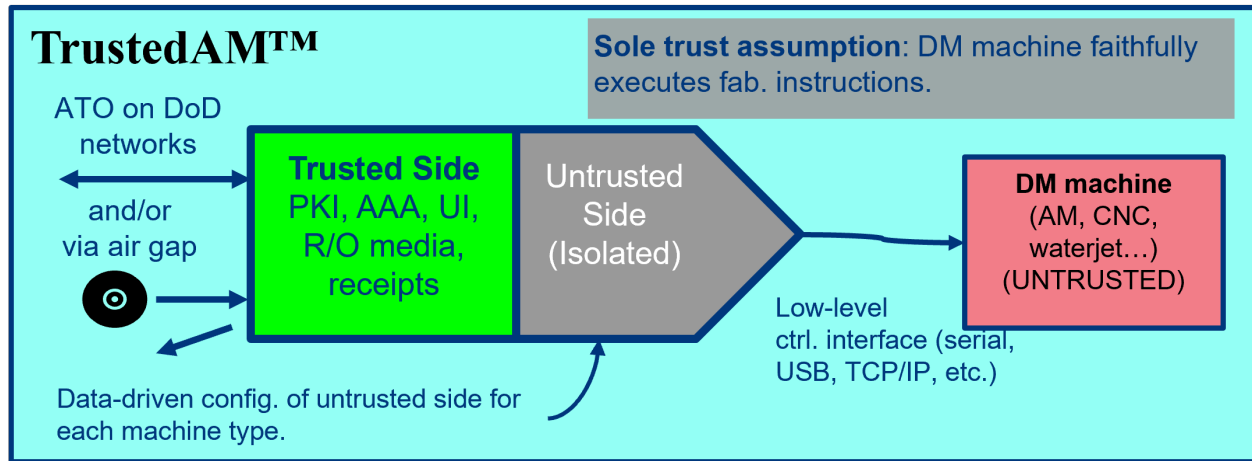 TrustedAM™
Sole trust assumption: DM machine faithfully
executes fab. instructions.
ATO on DoD
networks
and/or
via air gap
Trusted Side
PKI, AAA, UI,
R/O media,
receipts
Untrusted
Side
(Isolated)
DM machine
(AM, CNC,
waterjet…)
(UNTRUSTED)
Low-level
ctrl. interface (serial,
USB, TCP/IP, etc.)
Data-driven config. of untrusted side for
each machine type.